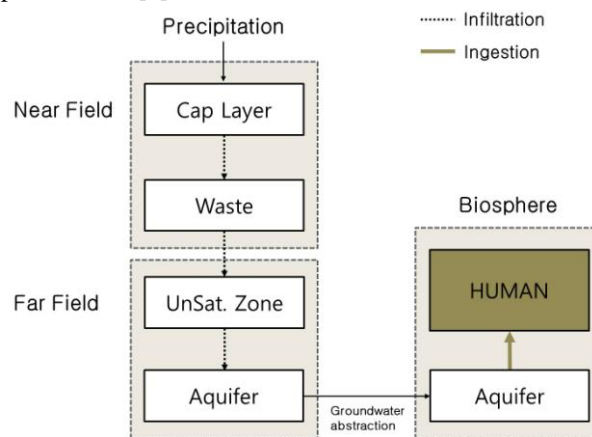 Precipitation
Infiltration
Ingestion
Near Field
Cap Layer
Waste
Biosphere
Far Field
UnSat. Zone
HUMAN
Aquifer
Groundwater
abstraction
Aquifer